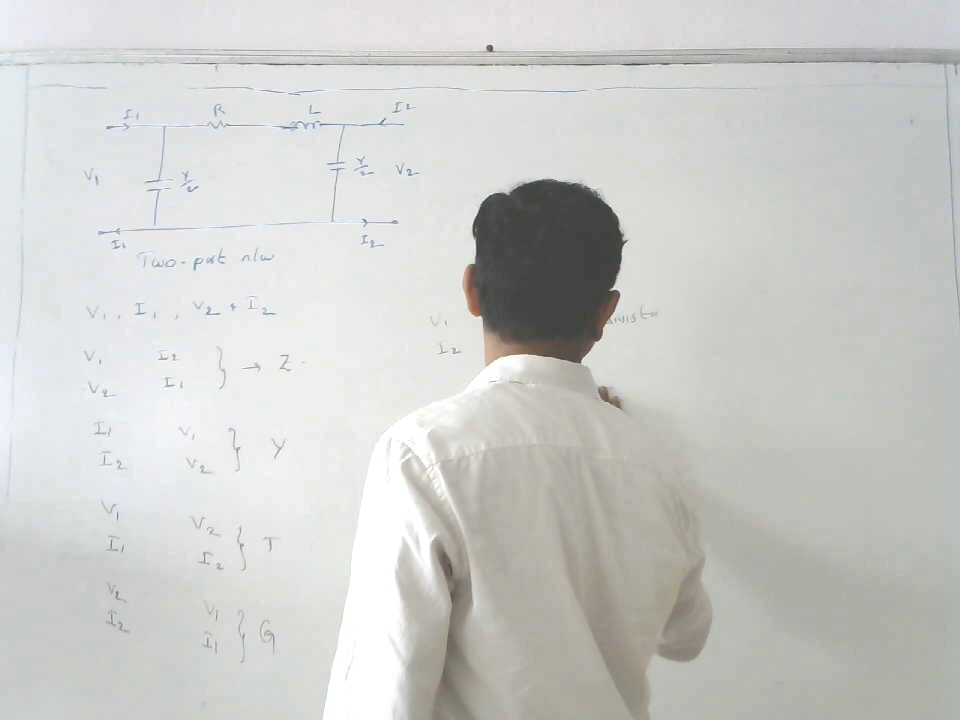 I1 R L I2
V1 Y/2 Y/2 V2
I1 I2
Two-port n/w
V1, I1, V2 & I2
V1 I2
V2 I1 } → Z
I1 V1
I2 V2 } Y
V1 V2
I1 I2 } T
V2 V1
I2 I1 } G
V1
I2